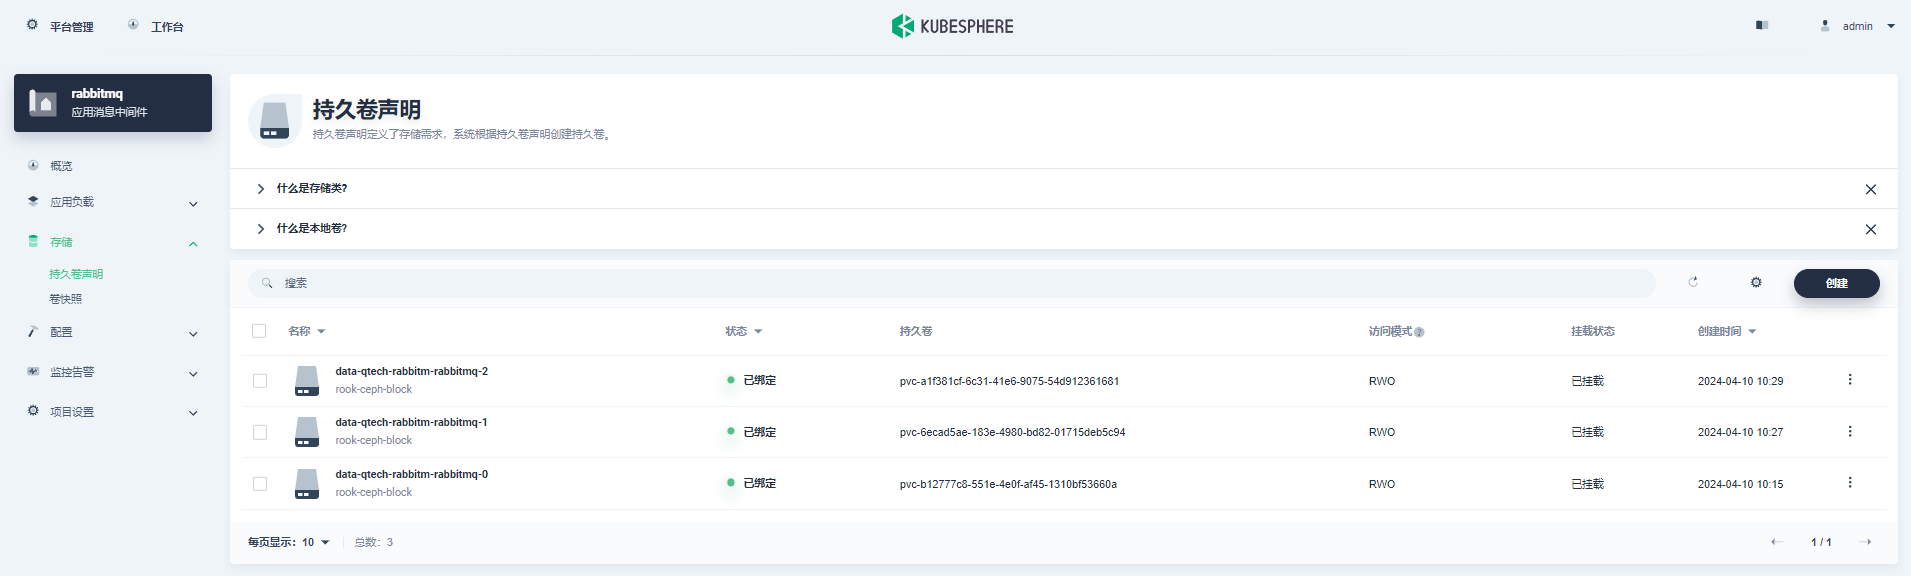 平台管理 工作台 KUBESPHERE admin
rabbitmq
应用消息中间件
概览
应用负载
存储
持久卷声明
卷快照
配置
监控告警
项目设置
持久卷声明
持久卷声明定义了存储需求，系统根据持久卷声明创建持久卷。
什么是存储类?
什么是本地卷?
搜索 创建
名称 状态 持久卷 访问模式 ? 挂载状态 创建时间
data-qtech-rabbitm-rabbitmq-2
rook-ceph-block
已绑定 pvc-a1f381cf-6c31-41e6-9075-54d912361681 RWO 已挂载 2024-04-10 10:29
data-qtech-rabbitm-rabbitmq-1
rook-ceph-block
已绑定 pvc-6ecad5ae-183e-4980-bd82-01715deb5c94 RWO 已挂载 2024-04-10 10:27
data-qtech-rabbitm-rabbitmq-0
rook-ceph-block
已绑定 pvc-b12777c8-551e-4e0f-af45-1310bf53660a RWO 已挂载 2024-04-10 10:15
每页显示：10 总数：3 1 / 1